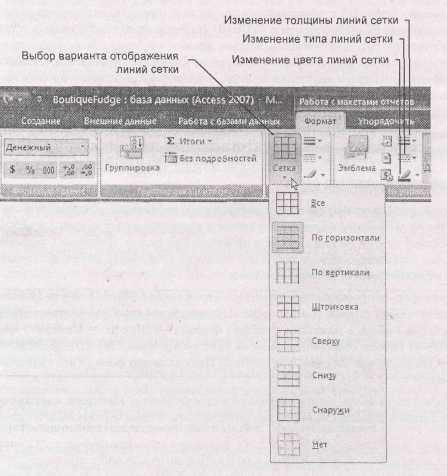 Изменение толщины линий сетки
Изменение типа линий сетки
Выбор варианта отображения
линий сетки
Изменение цвета линий сетки
BoutiqueFudge : база данных (Access 2007) - M...
Работа с макетами отчетов
Создание Внешние данные Работа с базами данных Формат Упорядочить
Денежный
Σ Итоги
Без подробностей
$ % 000
Группировка
Сетка
Эмблема
Все
По горизонтали
По вертикали
Штриховка
Сверху
Снизу
Снаружи
Нет